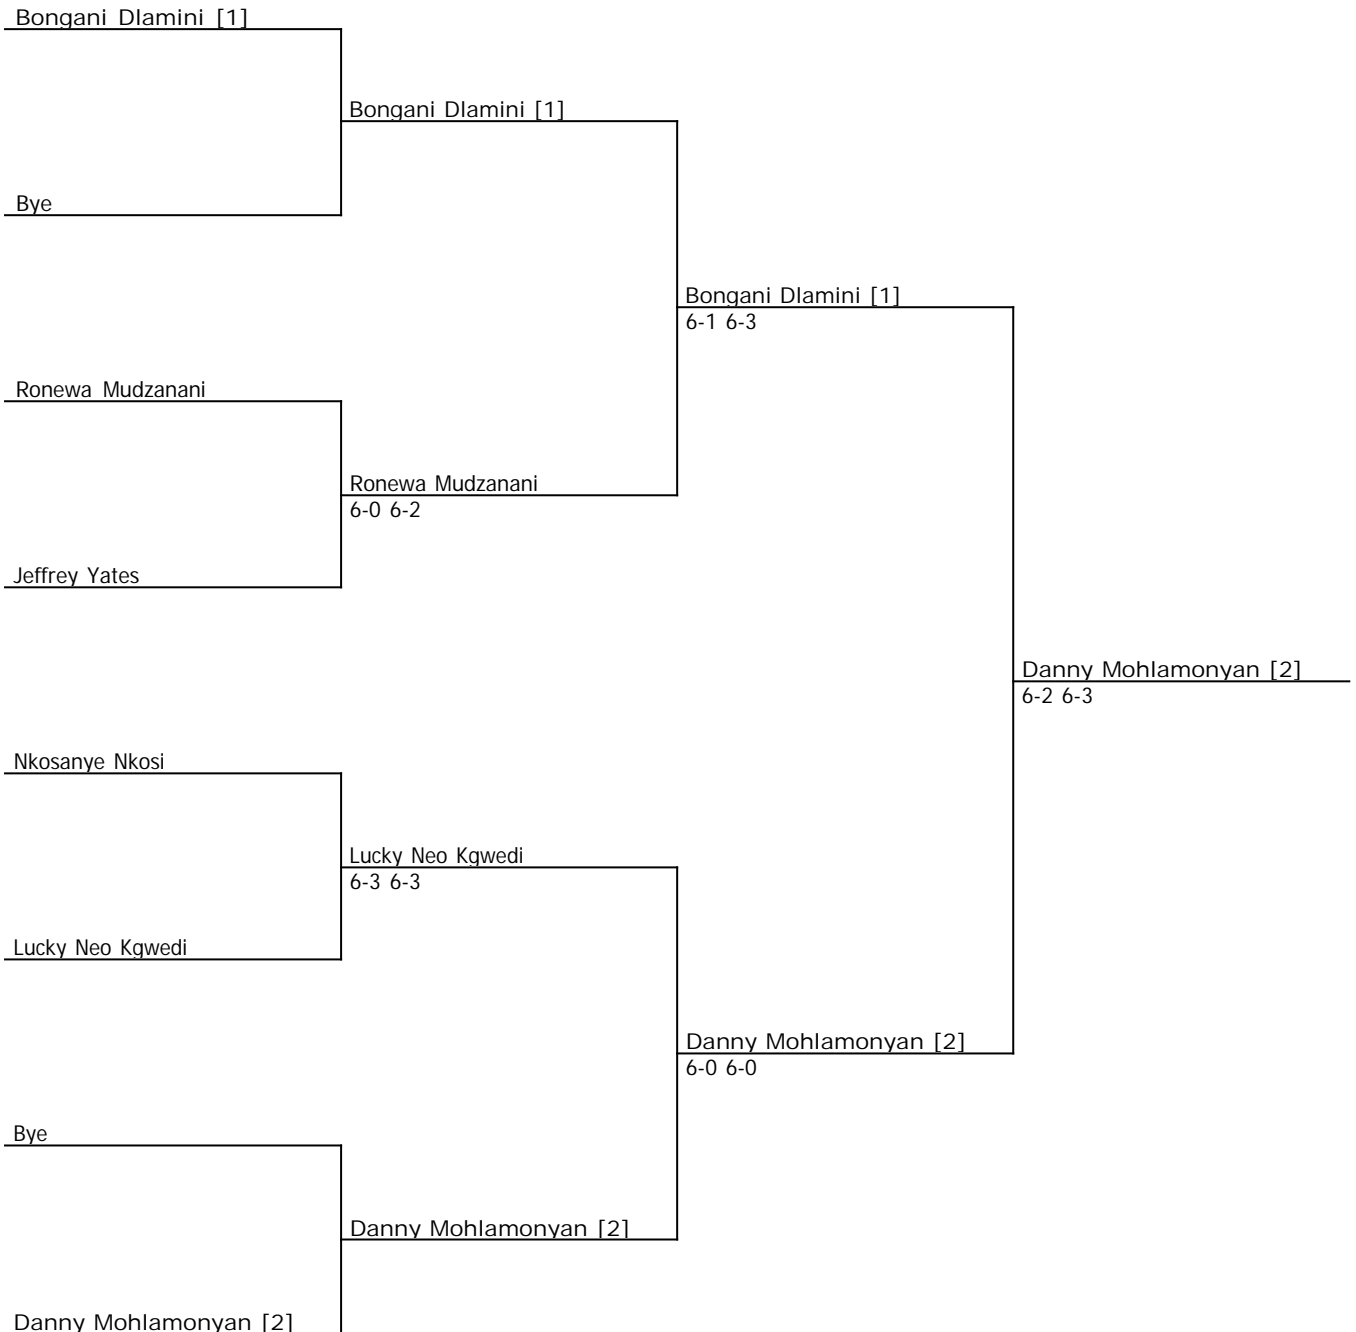 Bongani Dlamini [1]
Bongani Dlamini [1]
Bye
Bongani Dlamini [1]
6-1 6-3
Ronewa Mudzanani
Ronewa Mudzanani
6-0 6-2
Jeffrey Yates
Danny Mohlamonyan [2]
6-2 6-3
Nkosanye Nkosi
Lucky Neo Kgwedi
6-3 6-3
Lucky Neo Kgwedi
Danny Mohlamonyan [2]
6-0 6-0
Bye
Danny Mohlamonyan [2]
Danny Mohlamonyan [2]